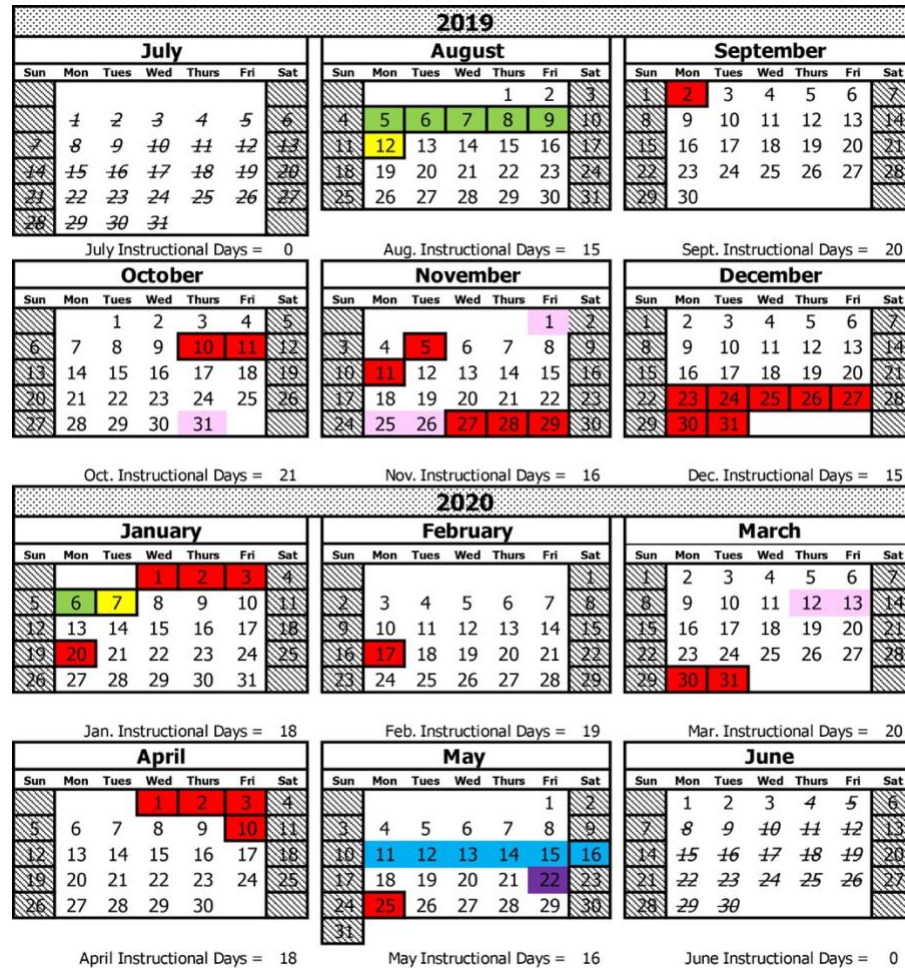 2019
July
Sun Mon Tues Wed Thurs Fri Sat
1 2 3 4 5 6
7 8 9 10 11 12 13
14 15 16 17 18 19 20
21 22 23 24 25 26 27
28 29 30 31
July Instructional Days = 0
August
Sun Mon Tues Wed Thurs Fri Sat
1 2 3
4 5 6 7 8 9 10
11 12 13 14 15 16 17
18 19 20 21 22 23 24
25 26 27 28 29 30 31
Aug. Instructional Days = 15
September
Sun Mon Tues Wed Thurs Fri Sat
1 2 3 4 5 6 7
8 9 10 11 12 13 14
15 16 17 18 19 20 21
22 23 24 25 26 27 28
29 30
Sept. Instructional Days = 20
October
Sun Mon Tues Wed Thurs Fri Sat
1 2 3 4 5
6 7 8 9 10 11 12
13 14 15 16 17 18 19
20 21 22 23 24 25 26
27 28 29 30 31
Oct. Instructional Days = 21
November
Sun Mon Tues Wed Thurs Fri Sat
1 2
3 4 5 6 7 8 9
10 11 12 13 14 15 16
17 18 19 20 21 22 23
24 25 26 27 28 29 30
Nov. Instructional Days = 16
December
Sun Mon Tues Wed Thurs Fri Sat
1 2 3 4 5 6 7
8 9 10 11 12 13 14
15 16 17 18 19 20 21
22 23 24 25 26 27 28
29 30 31
Dec. Instructional Days = 15
2020
January
Sun Mon Tues Wed Thurs Fri Sat
1 2 3 4
5 6 7 8 9 10 11
12 13 14 15 16 17 18
19 20 21 22 23 24 25
26 27 28 29 30 31
Jan. Instructional Days = 18
February
Sun Mon Tues Wed Thurs Fri Sat
1
2 3 4 5 6 7 8
9 10 11 12 13 14 15
16 17 18 19 20 21 22
23 24 25 26 27 28 29
Feb. Instructional Days = 19
March
Sun Mon Tues Wed Thurs Fri Sat
1 2 3 4 5 6 7
8 9 10 11 12 13 14
15 16 17 18 19 20 21
22 23 24 25 26 27 28
29 30 31
Mar. Instructional Days = 20
April
Sun Mon Tues Wed Thurs Fri Sat
1 2 3 4
5 6 7 8 9 10 11
12 13 14 15 16 17 18
19 20 21 22 23 24 25
26 27 28 29 30
April Instructional Days = 18
May
Sun Mon Tues Wed Thurs Fri Sat
1 2
3 4 5 6 7 8 9
10 11 12 13 14 15 16
17 18 19 20 21 22 23
24 25 26 27 28 29 30
31
May Instructional Days = 16
June
Sun Mon Tues Wed Thurs Fri Sat
1 2 3 4 5 6
7 8 9 10 11 12 13
14 15 16 17 18 19 20
21 22 23 24 25 26 27
28 29 30
June Instructional Days = 0